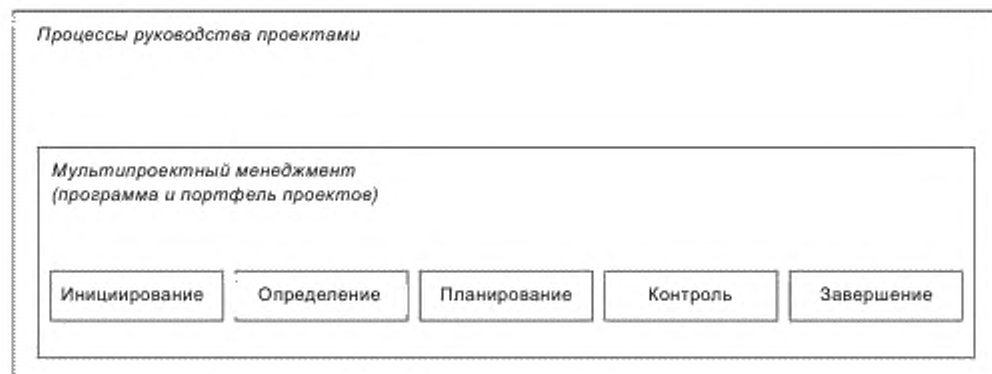 Процессы руководства проектами
Мультипроектный менеджмент
(программа и портфель проектов)
Инициирование
Определение
Планирование
Контроль
Завершение